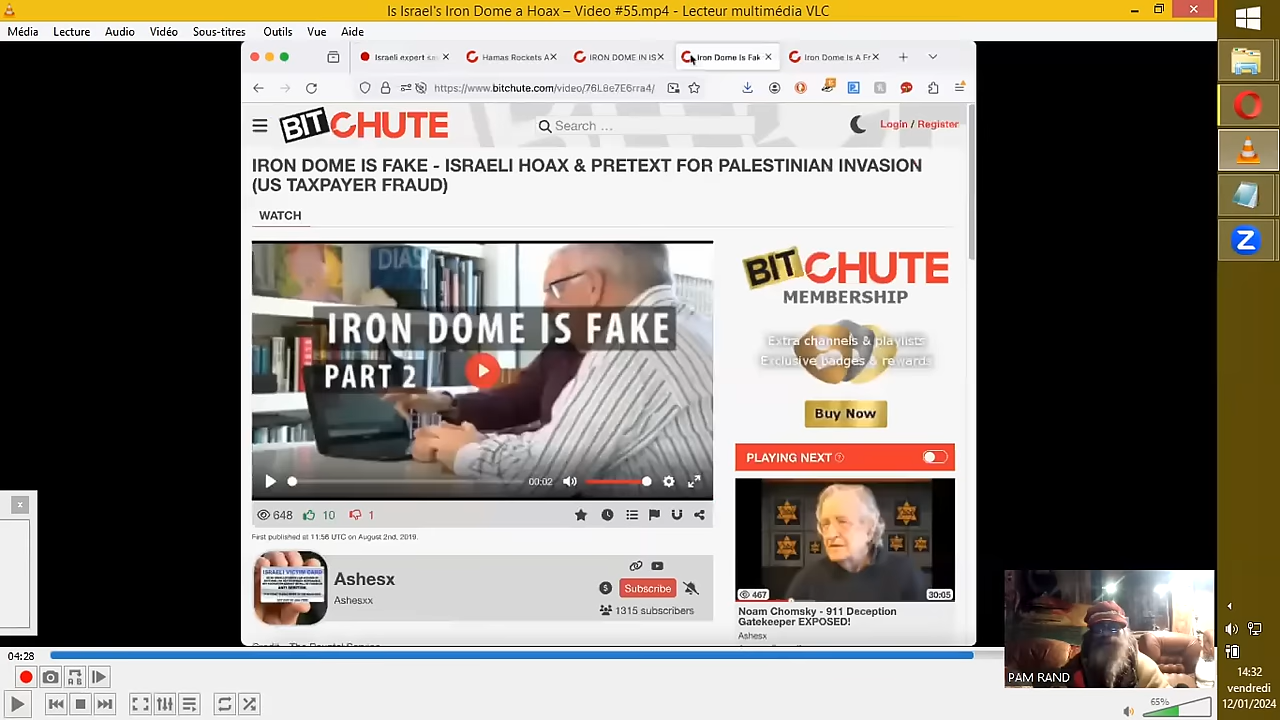 Is Israel's Iron Dome a Hoax – Video #55.mp4 - Lecteur multimédia VLC
Média Lecture Audio Vidéo Sous-titres Outils Vue Aide
Israeli expert
Hamas Rockets
IRON DOME IN IS
Iron Dome Is Fak
Iron Dome Is A Fr
https://www.bitchute.com/video/76L8e7E6rra4/
BITCHUTE
Search ...
Login / Register
IRON DOME IS FAKE - ISRAELI HOAX & PRETEXT FOR PALESTINIAN INVASION
(US TAXPAYER FRAUD)
WATCH
IRON DOME IS FAKE
PART 2
00:02
648 10 1
First published at 11:56 UTC on August 2nd, 2019.
Ashesx
Ashesxx
Subscribe
1315 subscribers
BITCHUTE
MEMBERSHIP
Extra channels & playlists
Exclusive badges & rewards
Buy Now
PLAYING NEXT
467
30:05
Noam Chomsky - 911 Deception
Gatekeeper EXPOSED!
Ashesx
PAM RAND
04:28
65%
14:32
vendredi
12/01/2024